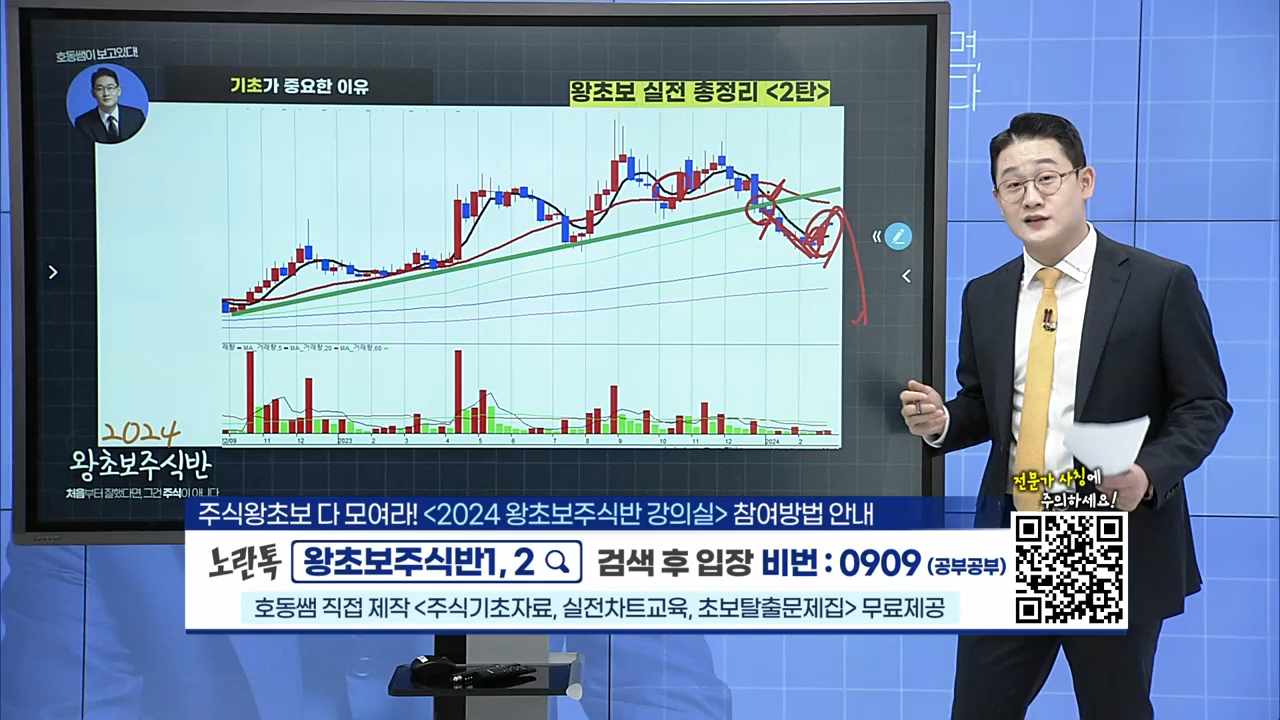 호동쌤이 보고있다!
기초가 중요한 이유
왕초보 실전 총정리 <2탄>
2024
왕초보주식반
처음부터 잘했다면, 그건 주식이 아니다
전문가 사칭에
주의하세요!
주식왕초보 다 모여라! <2024 왕초보주식반 강의실> 참여방법 안내
노란톡 왕초보주식반1, 2 검색 후 입장 비번 : 0909 (공부공부)
호동쌤 직접 제작 <주식기초자료, 실전차트교육, 초보탈출문제집> 무료제공